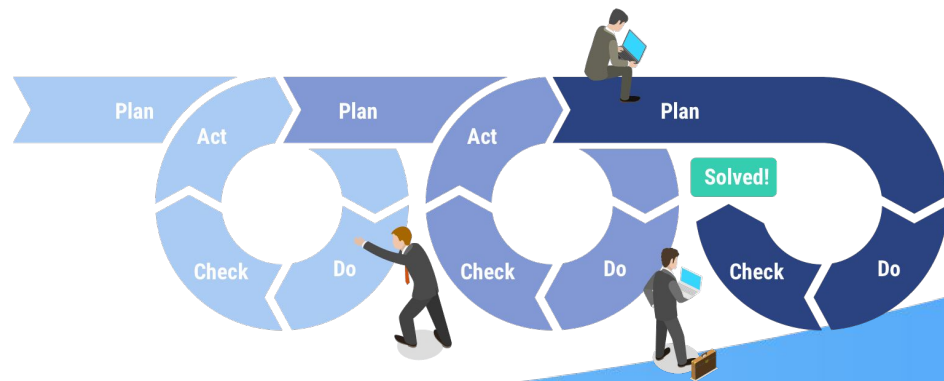 Plan
Act
Check
Do
Plan
Act
Check
Do
Plan
Do
Check
Solved!